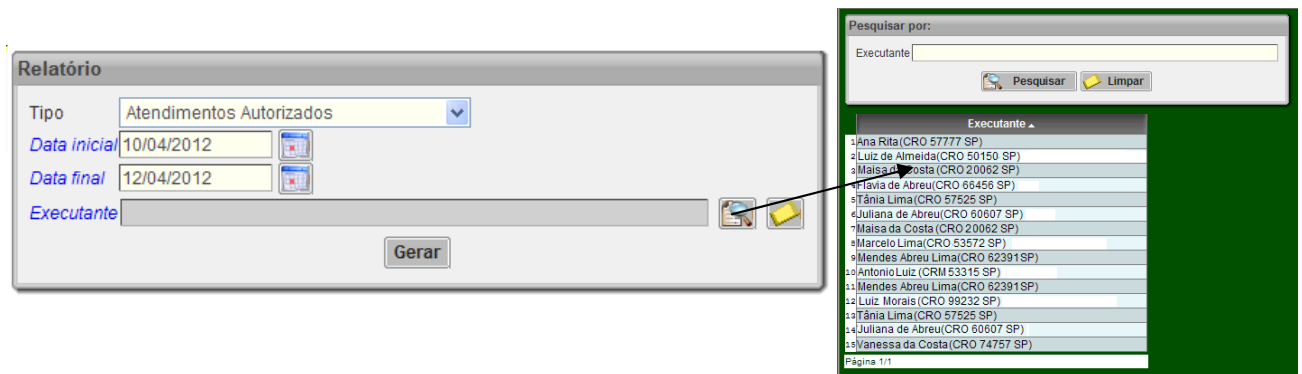 Relatório
Tipo Atendimentos Autorizados
Data inicial 10/04/2012
Data final 12/04/2012
Executante
Gerar
Pesquisar por:
Executante
Pesquisar Limpar
Executante
1 Ana Rita(CRO 57777 SP)
2 Luiz de Almeida(CRO 50150 SP)
3 Maisa da Costa(CRO 20062 SP)
4 Flavia de Abreu(CRO 66456 SP)
5 Tânia Lima(CRO 57525 SP)
6 Juliana de Abreu(CRO 60607 SP)
7 Maisa da Costa(CRO 20062 SP)
8 Marcelo Lima(CRO 53572 SP)
9 Mendes Abreu Lima(CRO 62391SP)
10 Antonio Luiz (CRM 53315 SP)
11 Mendes Abreu Lima(CRO 62391SP)
12 Luiz Morais(CRO 99232 SP)
13 Tânia Lima(CRO 57525 SP)
14 Juliana de Abreu(CRO 60607 SP)
15 Vanessa da Costa(CRO 74757 SP)
Página 1/1